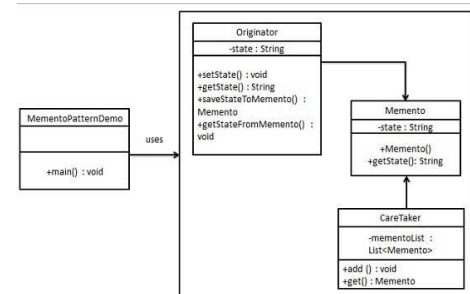 Originator
-state : String
+setState() : void
+getState() : String
+saveStateToMemento() :
Memento
+getStateFromMemento() :
void
MementoPatternDemo
+main() : void
uses
Memento
-state : String
+Memento()
+getState(): String
CareTaker
-mementoList :
List<Memento>
+add () : void
+get() : Memento